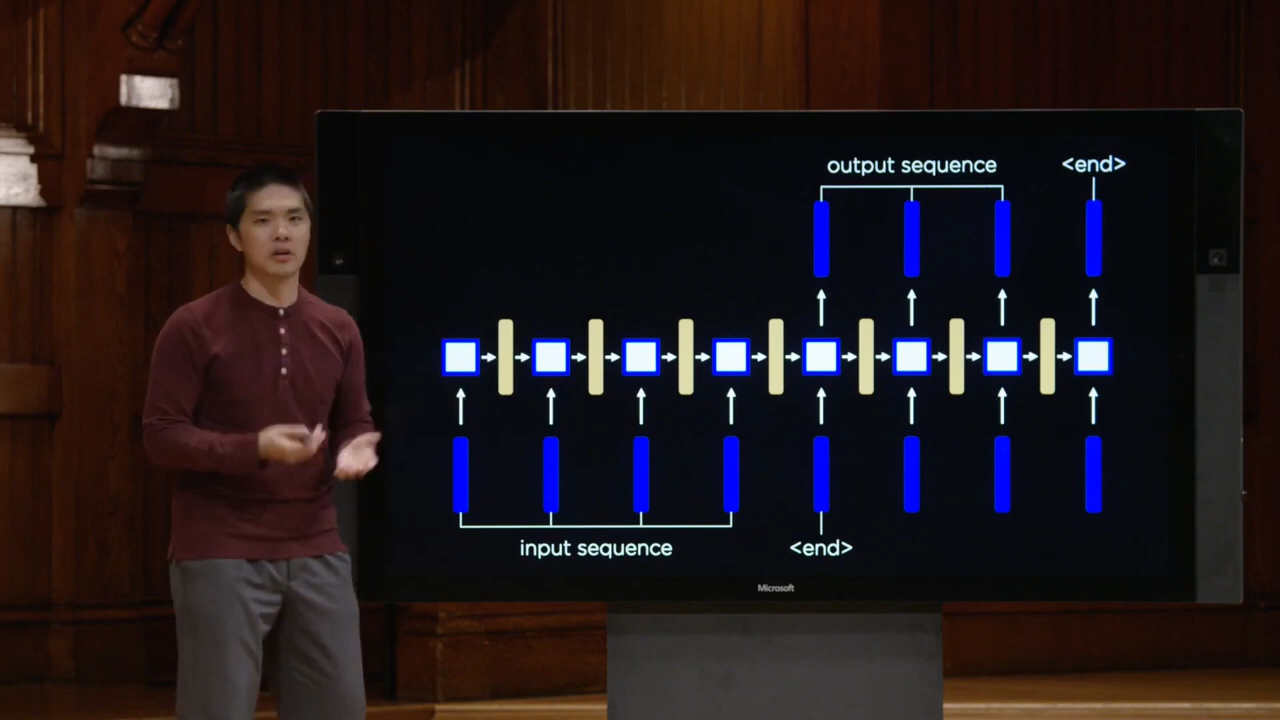 output sequence
<end>
input sequence
<end>
Microsoft